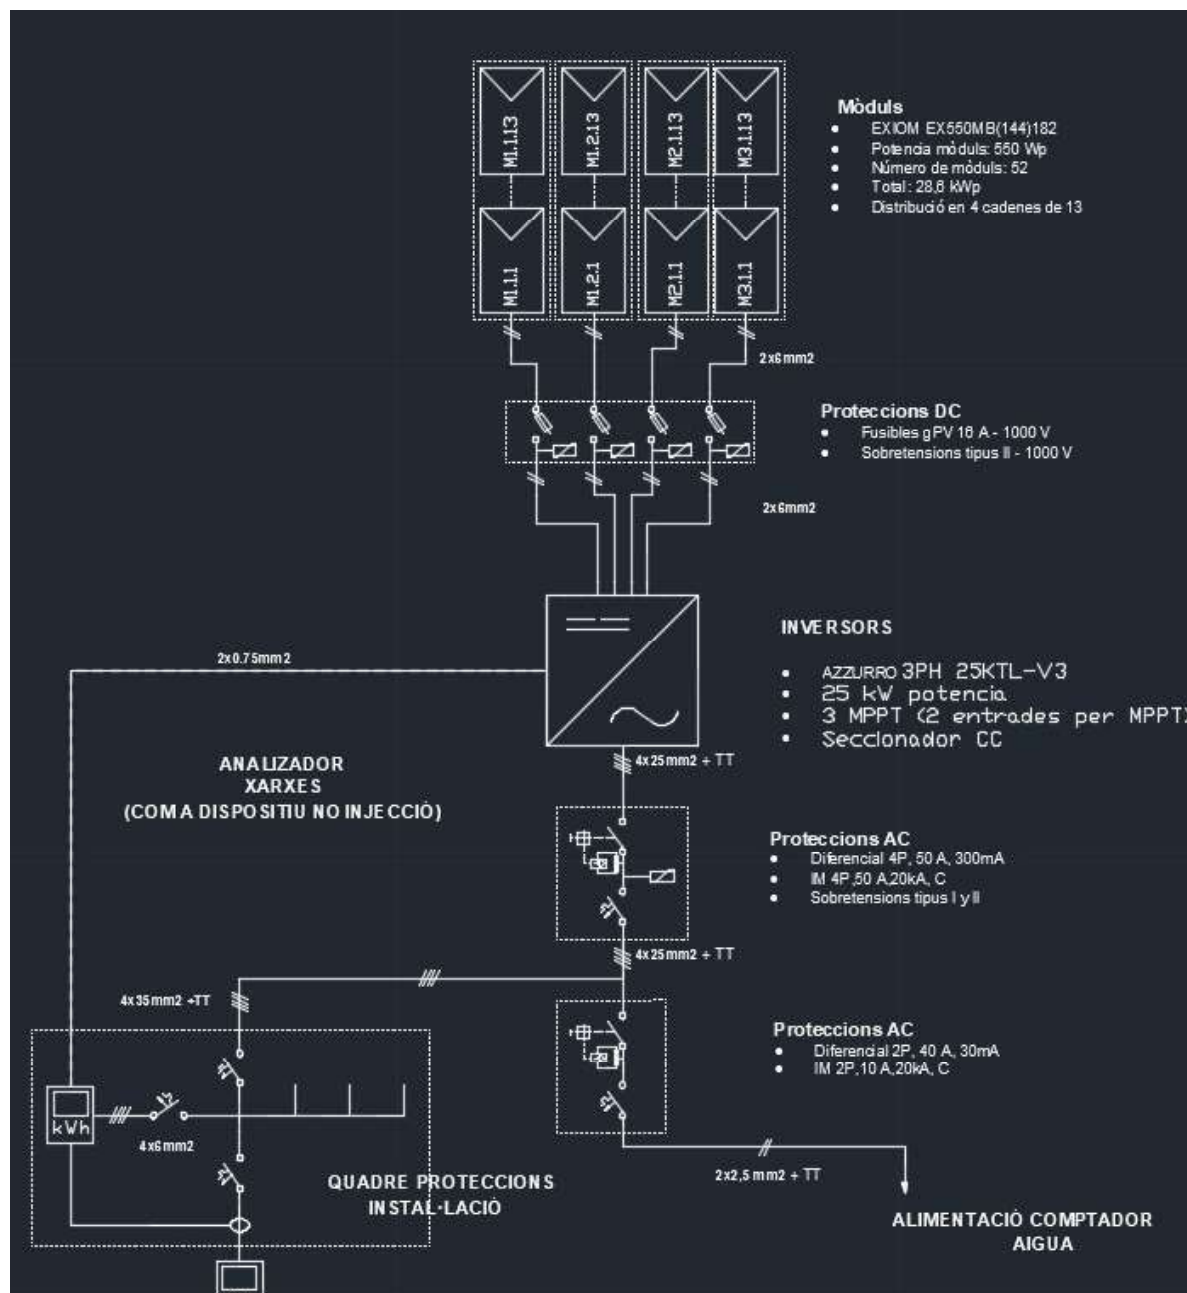 M1.1.13
M1.2.13
M2.1.13
M3.1.13
M1.1.1
M1.2.1
M2.1.1
M3.1.1
Mòduls
• EXIOM EX550MB(144)182
• Potencia mòduls: 550 Wp
• Número de mòduls: 52
• Total: 28,6 kWp
• Distribució en 4 cadenes de 13
2x6mm2
Proteccions DC
• Fusibles gPV 16 A - 1000 V
• Sobretensions tipus II - 1000 V
2x6mm2
INVERSORS
• AZZURRO 3PH 25KTL-V3
• 25 kW potencia
• 3 MPPT (2 entrades per MPPT)
• Seccionador CC
2x0.75mm2
4x25mm2 + TT
ANALIZADOR
XARXES
(COM A DISPOSITIU NO INJECCIÓ)
Proteccions AC
• Diferencial 4P, 50 A, 300mA
• IM 4P,50 A,20kA, C
• Sobretensions tipus I y II
4x25mm2 + TT
4x35mm2 +TT
Proteccions AC
• Diferencial 2P, 40 A, 30mA
• IM 2P,10 A,20kA, C
kWh
4x6mm2
2x2,5 mm2 + TT
QUADRE PROTECCIONS
INSTAL·LACIÓ
ALIMENTACIÓ COMPTADOR
AIGUA